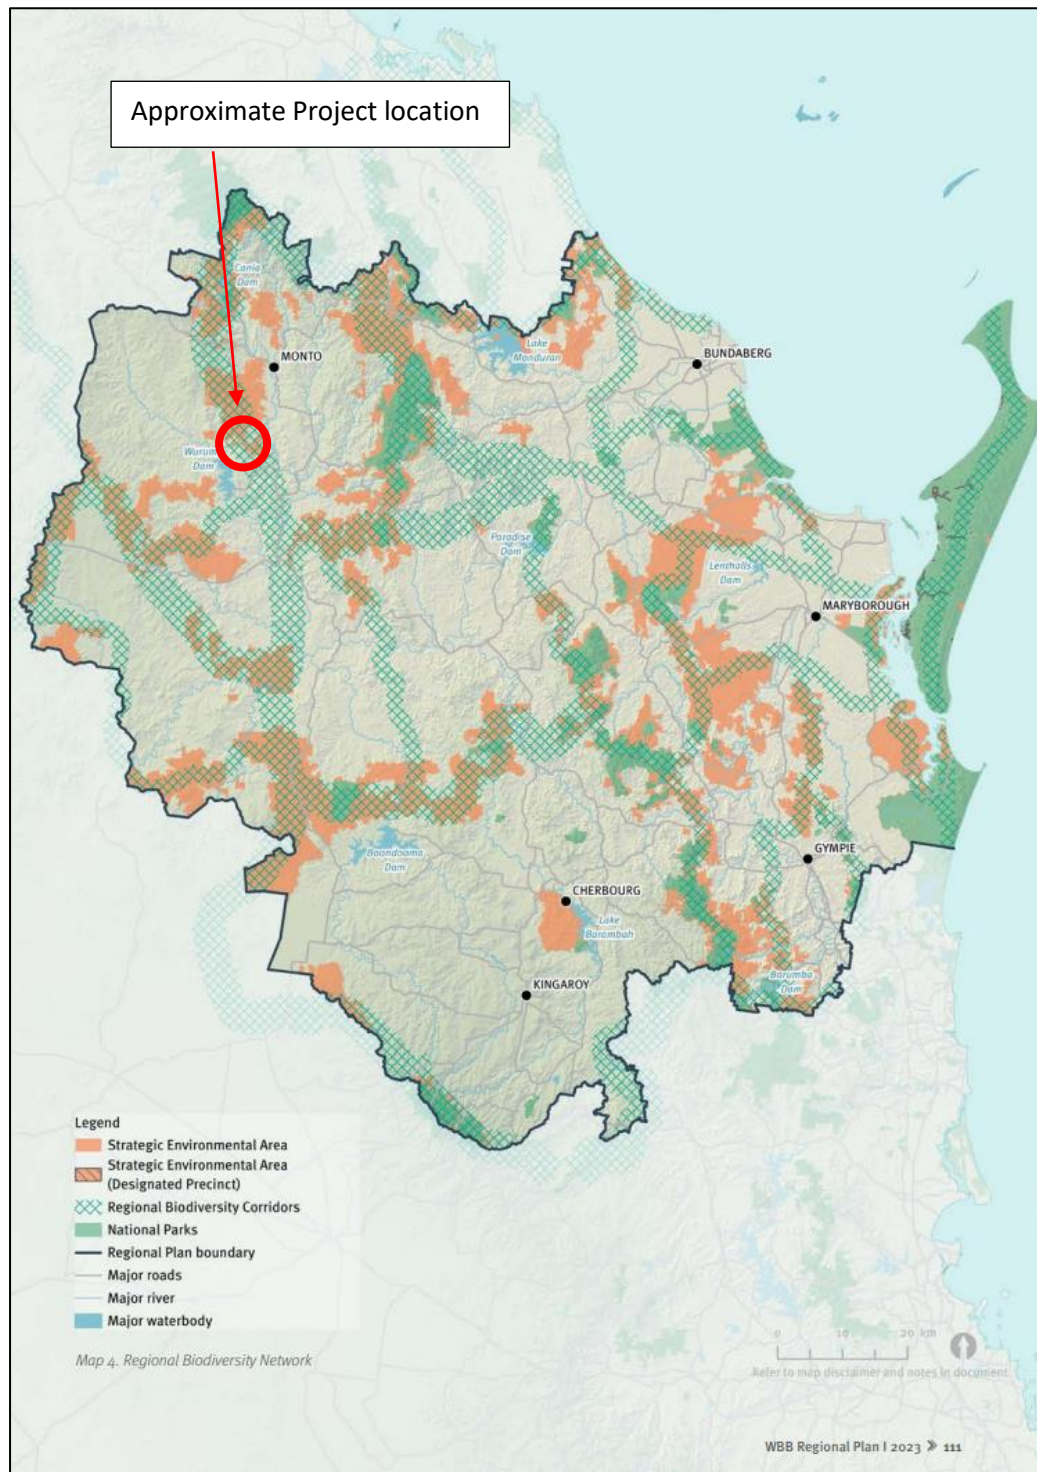 Approximate Project location
Cania
Dam
MONTO
Lake
Monduran
BUNDABERG
Wurum
Dam
Paradise
Dam
Lenthalls
Dam
MARYBOROUGH
Boondooma
Dam
GYMPIE
CHERBOURG
Lake
Barambah
Borumba
Dam
KINGAROY
Legend
Strategic Environmental Area
Strategic Environmental Area
(Designated Precinct)
Regional Biodiversity Corridors
National Parks
Regional Plan boundary
Major roads
Major river
Major waterbody
Map 4. Regional Biodiversity Network
0 10 20 km
Refer to map disclaimer and notes in document
WBB Regional Plan I 2023 » 111